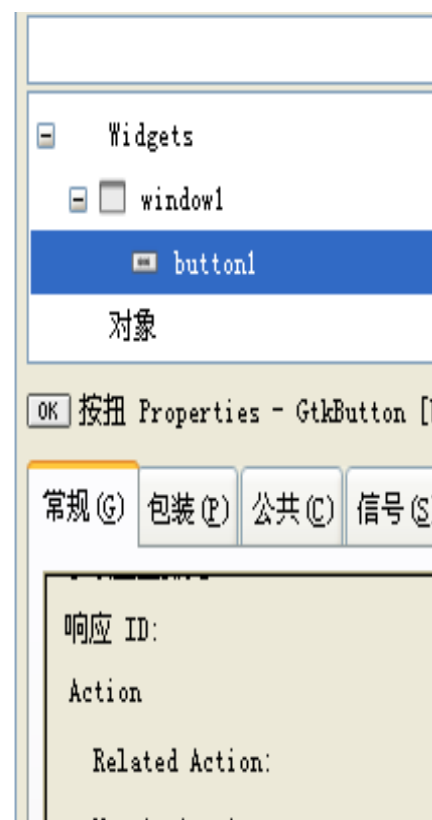 Widgets
window1
button1
对象
OK 按扭 Properties - GtkButton [
常规(G) 包装(P) 公共(C) 信号(S
响应 ID:
Action
Related Action: